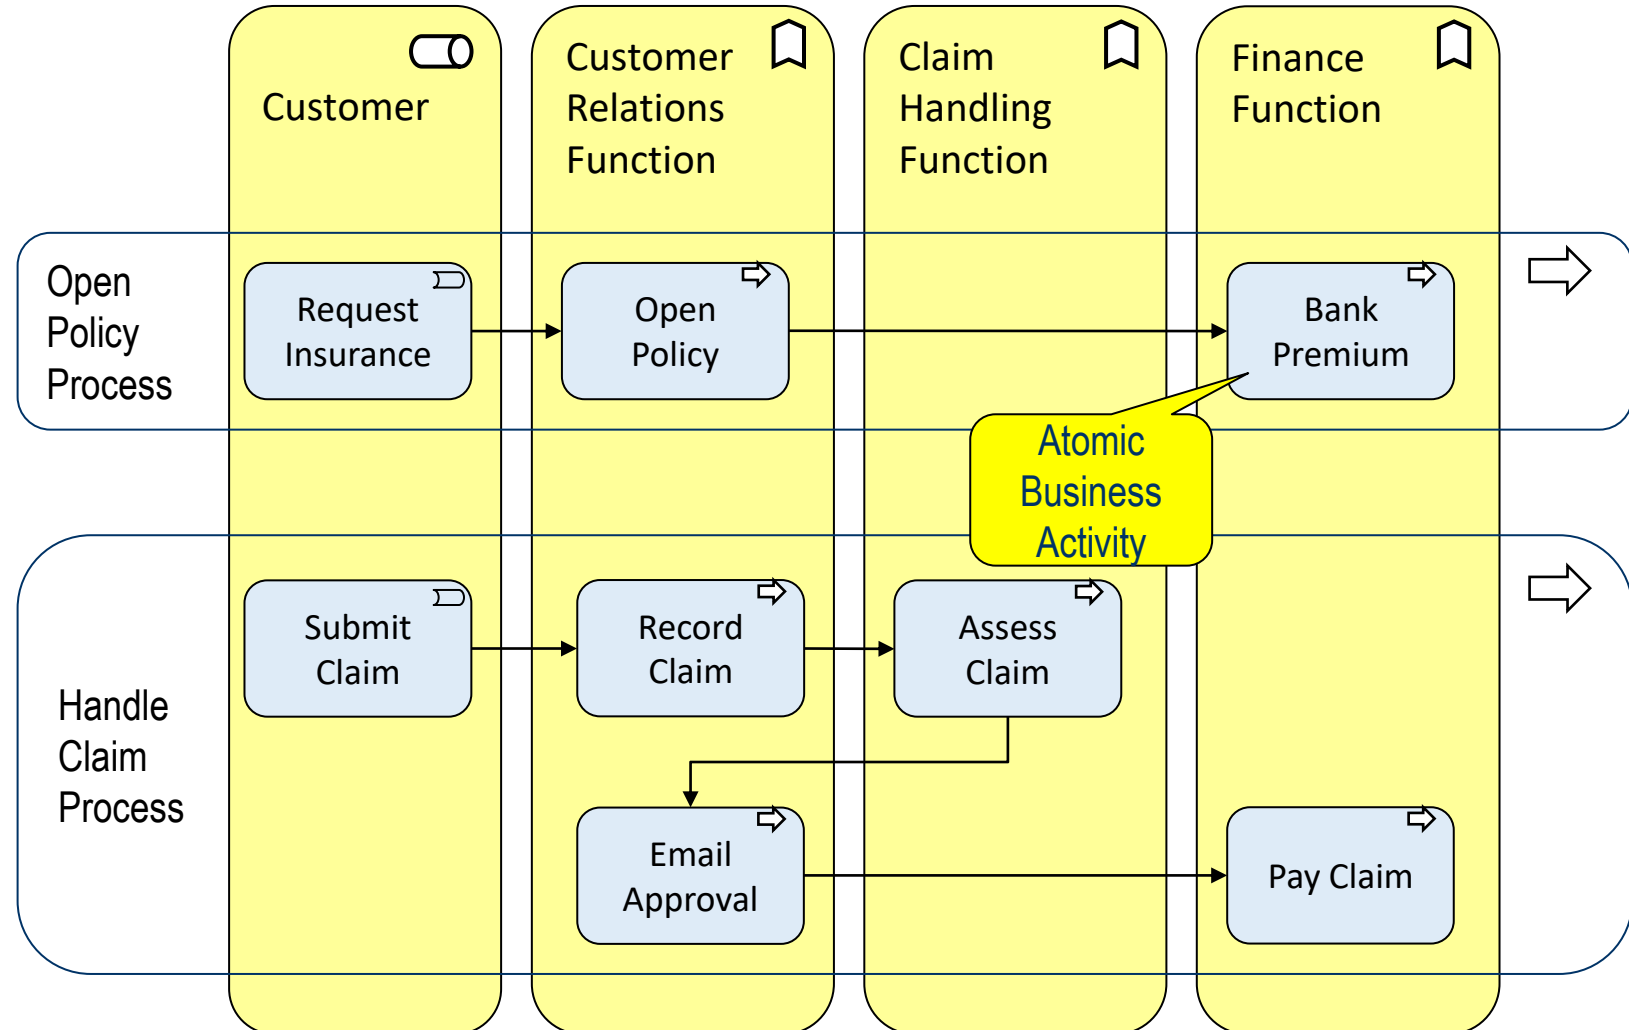 Customer
Customer
Relations
Function
Claim
Handling
Function
Finance
Function
Open
Policy
Process
Request
Insurance
Open
Policy
Bank
Premium
Atomic
Business
Activity
Handle
Claim
Process
Submit
Claim
Record
Claim
Assess
Claim
Email
Approval
Pay Claim